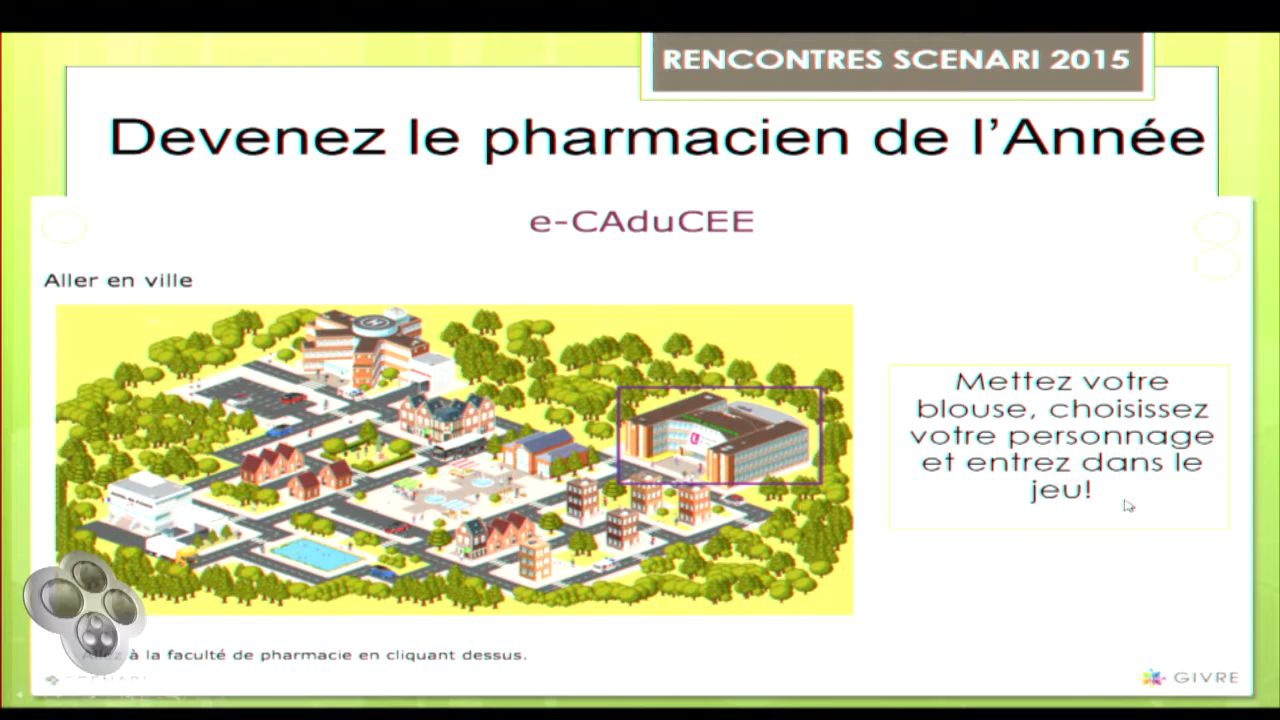 RENCONTRES SCENARI 2015
Devenez le pharmacien de l'Année
e-CAduCEE
Aller en ville
Mettez votre
blouse, choisissez
votre personnage
et entrez dans le
jeu!
à la faculté de pharmacie en cliquant dessus.
GIVRE